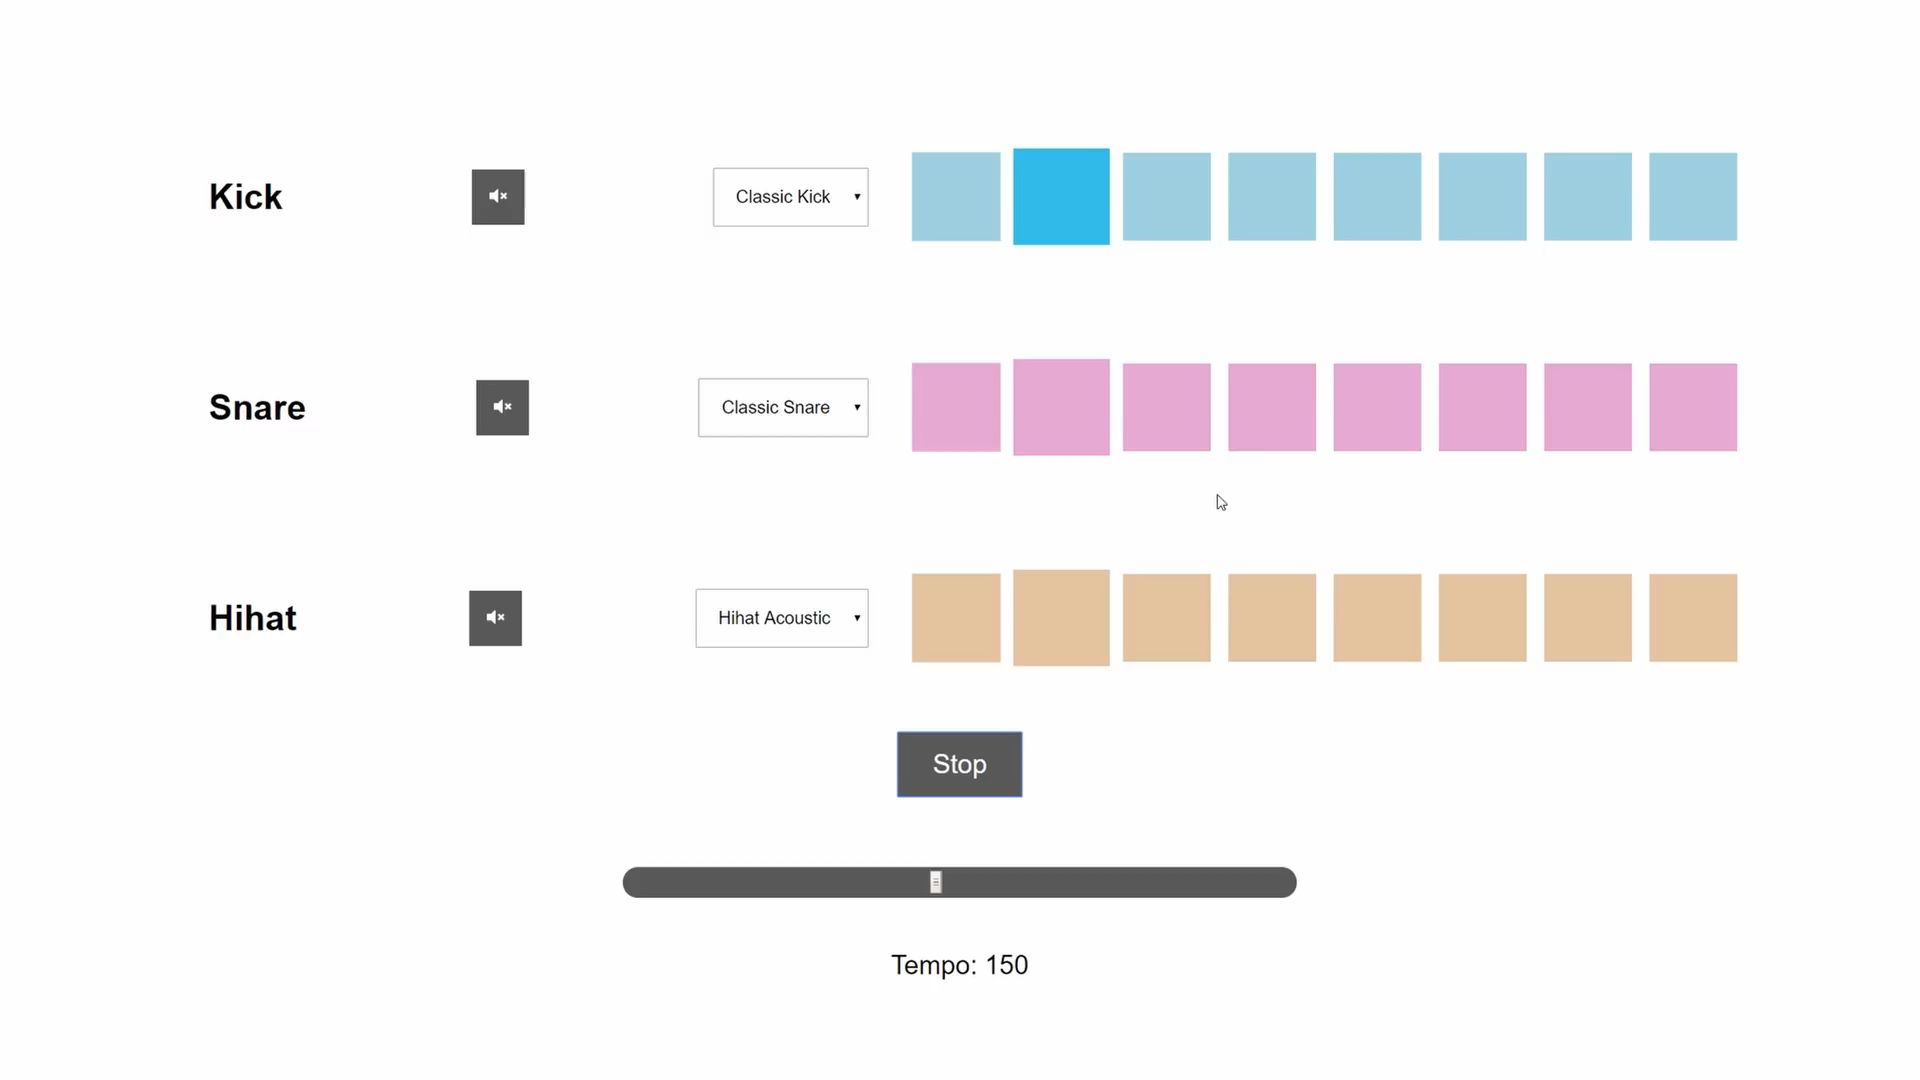 Kick
Classic Kick
Snare
Classic Snare
Hihat
Hihat Acoustic
Stop
Tempo: 150